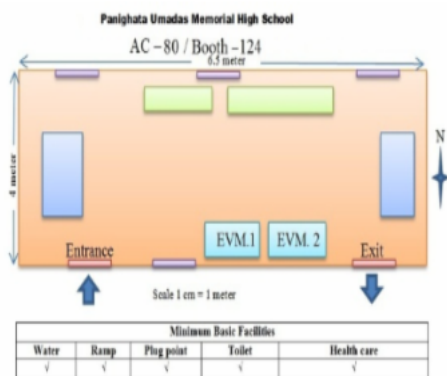 Panighata Umadas Memorial High School
AC – 80 / Booth –124
6.5 meter
4 meter
N
EVM.1 EVM. 2
Entrance Exit
Scale 1 cm = 1 meter
Minimum Basic Facilities
Water Ramp Plug point Toilet Health care
√ √ √ √ √